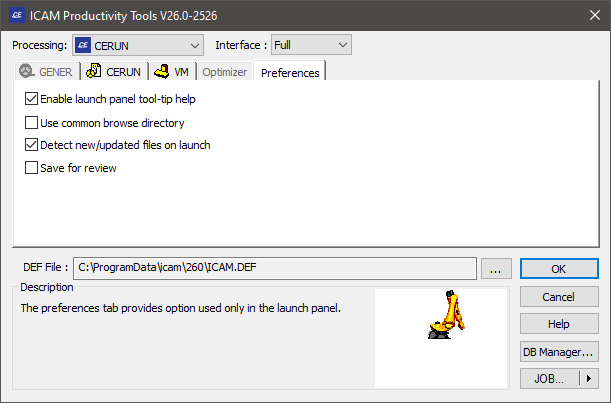 ICAM Productivity Tools V26.0-2526
Processing: CERUN Interface : Full
GENER CERUN VM Optimizer Preferences
Enable launch panel tool-tip help
Use common browse directory
Detect new/updated files on launch
Save for review
DEF File : C:\ProgramData\icam\260\ICAM.DEF ... OK
Description
Cancel
The preferences tab provides option used only in the launch panel.
Help
DB Manager...
JOB...